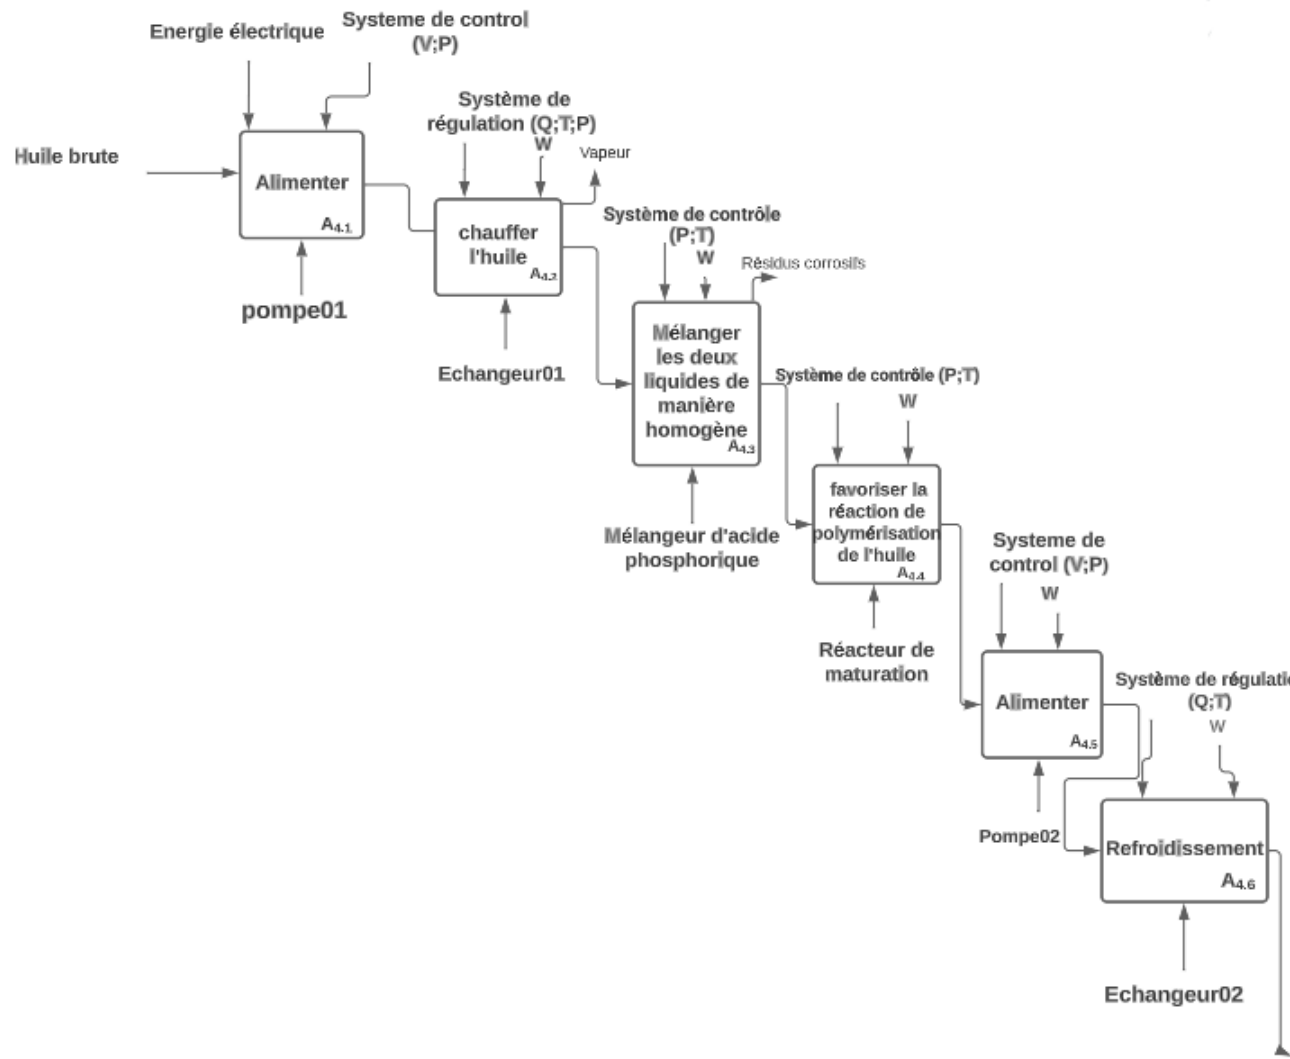 Energie électrique
Systeme de control
(V;P)
Huile brute
Alimenter
A4.1
pompe01
Système de
régulation (Q;T;P)
W
Vapeur
chauffer
l'huile
A4.2
Echangeur01
Système de contrôle
(P;T)
W
Résidus corrosifs
Mélanger
les deux
liquides de
manière
homogène
A4.3
Mélangeur d'acide
phosphorique
Système de contrôle (P;T)
W
favoriser la
réaction de
polymérisation
de l'huile
A4.4
Réacteur de
maturation
Systeme de
control (V;P)
W
Alimenter
A4.5
Pompe02
Système de régulati
(Q;T)
W
Refroidissement
A4.6
Echangeur02